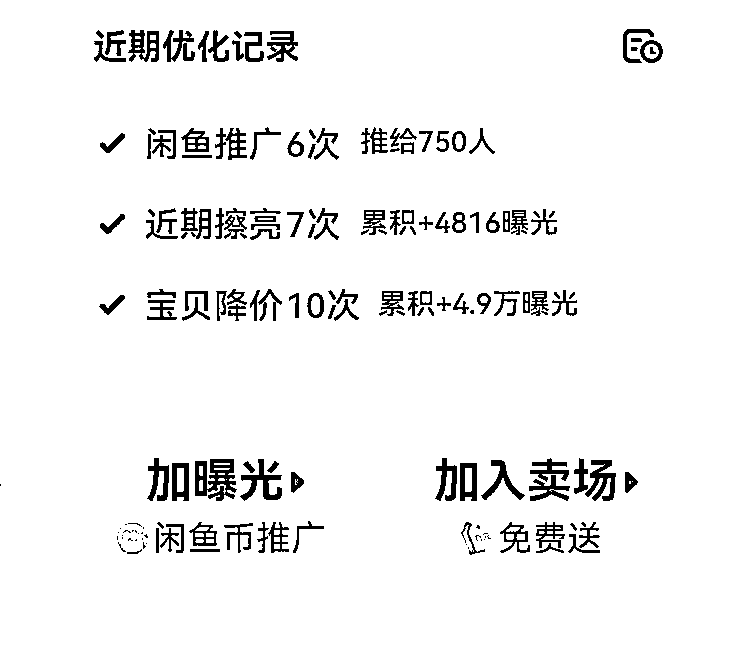 近期优化记录
闲鱼推广6次 推给750人
近期擦亮7次 累积+4816曝光
宝贝降价10次 累积+4.9万曝光
加曝光 加入卖场
闲鱼币推广 免费送